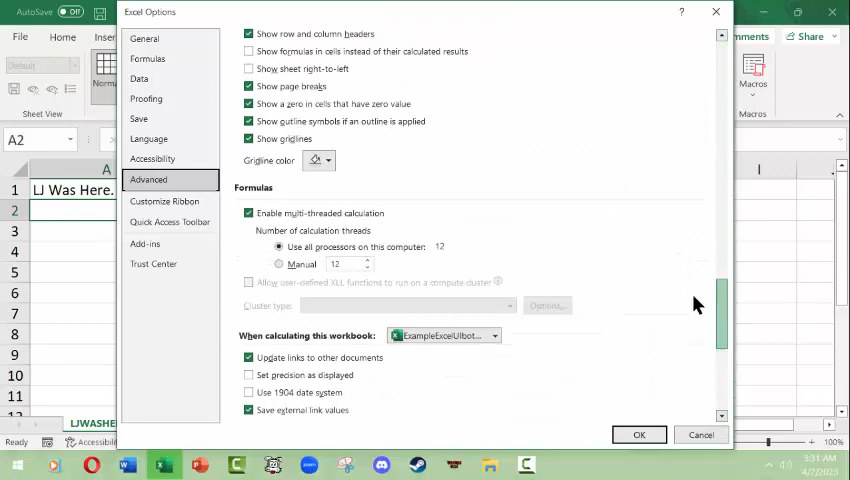 AutoSave Off
Excel Options
?
File Home Inser
mments Share
Default
Norma
Sheet View
Macros
Macros
A2
A
I
1 LJ Was Here.
2
3
4
5
6
7
8
9
10
11
12
General
Formulas
Data
Proofing
Save
Language
Accessibility
Advanced
Customize Ribbon
Quick Access Toolbar
Add-ins
Trust Center
Show row and column headers
Show formulas in cells instead of their calculated results
Show sheet right-to-left
Show page breaks
Show a zero in cells that have zero value
Show outline symbols if an outline is applied
Show gridlines
Gridline color
Formulas
Enable multi-threaded calculation
Number of calculation threads
Use all processors on this computer: 12
Manual 12
Allow user-defined XLL functions to run on a compute cluster
Cluster type:
Options...
When calculating this workbook: ExampleExcelUIbot...
Update links to other documents
Set precision as displayed
Use 1904 date system
Save external link values
OK Cancel
LJWASHE
Ready Accessibili
100%
3:31 AM
4/7/2023